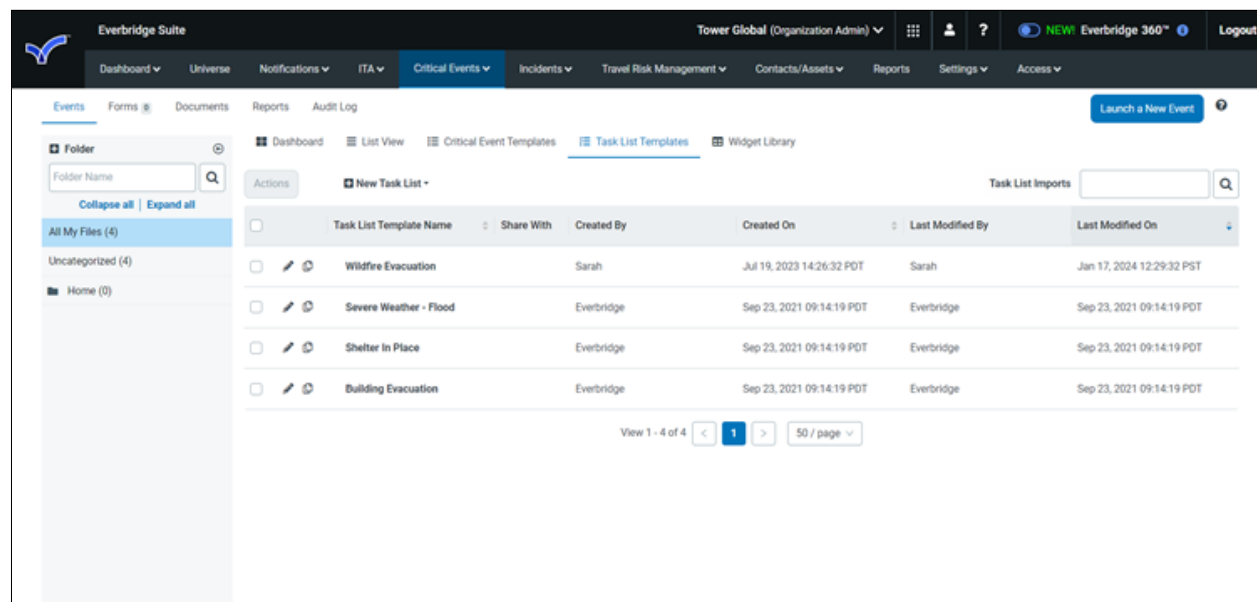 Everbridge Suite
Tower Global (Organization Admin)
? NEW! Everbridge 360™
Logout
Dashboard Universe Notifications ITA Critical Events Incidents Travel Risk Management Contacts/Assets Reports Settings Access
Events Forms 0 Documents Reports Audit Log
Launch a New Event
Folder
Folder Name
Collapse all | Expand all
All My Files (4)
Uncategorized (4)
Home (0)
Dashboard List View Critical Event Templates Task List Templates Widget Library
Actions New Task List Task List Imports
Task List Template Name Share With Created By Created On Last Modified By Last Modified On
Wildfire Evacuation Sarah Jul 19, 2023 14:26:32 PDT Sarah Jan 17, 2024 12:29:32 PST
Severe Weather - Flood Everbridge Sep 23, 2021 09:14:19 PDT Everbridge Sep 23, 2021 09:14:19 PDT
Shelter In Place Everbridge Sep 23, 2021 09:14:19 PDT Everbridge Sep 23, 2021 09:14:19 PDT
Building Evacuation Everbridge Sep 23, 2021 09:14:19 PDT Everbridge Sep 23, 2021 09:14:19 PDT
View 1 - 4 of 4 < 1 > 50 / page